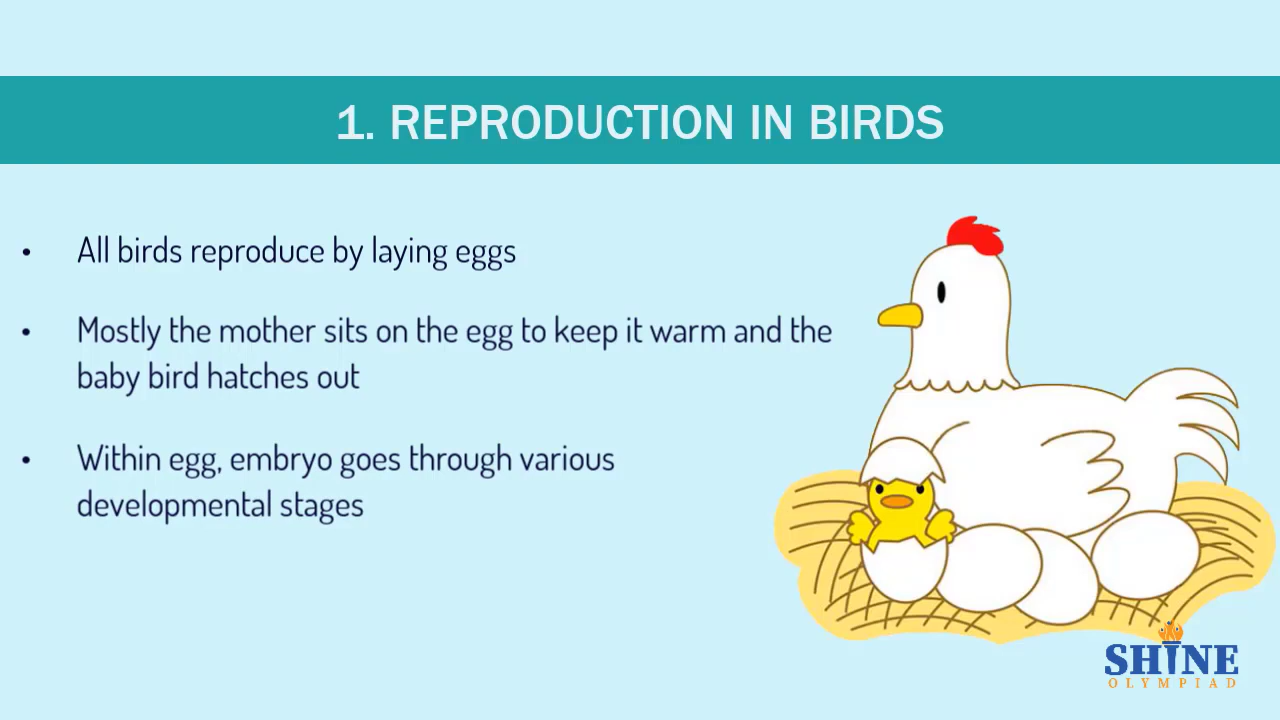 1. REPRODUCTION IN BIRDS
• All birds reproduce by laying eggs
• Mostly the mother sits on the egg to keep it warm and the
baby bird hatches out
• Within egg, embryo goes through various
developmental stages
SHINE
OLYMPIAD